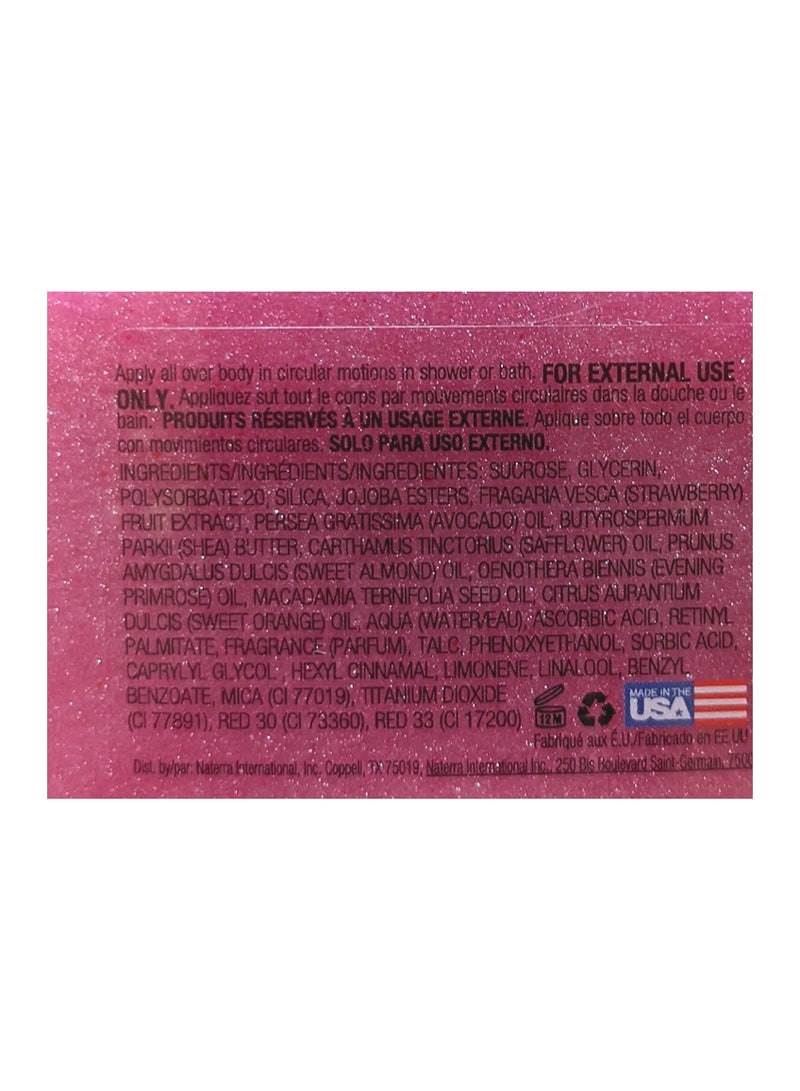 Apply all over body in circular motions in shower or bath. FOR EXTERNAL USE
ONLY. Appliquez sut tout le corps par mouvements circulaires dans la douche ou le
bain. PRODUITS RÉSERVÉS À UN USAGE EXTERNE. Aplique sobre todo el cuerpo
con movimientos circulares. SOLO PARA USO EXTERNO.
INGREDIENTS/INGRÉDIENTS/INGREDIENTES: SUCROSE, GLYCERIN,
POLYSORBATE 20, SILICA, JOJOBA ESTERS, FRAGARIA VESCA (STRAWBERRY)
FRUIT EXTRACT, PERSEA GRATISSIMA (AVOCADO) OIL, BUTYROSPERMUM
PARKII (SHEA) BUTTER, CARTHAMUS TINCTORIUS (SAFFLOWER) OIL, PRUNUS
AMYGDALUS DULCIS (SWEET ALMOND) OIL, OENOTHERA BIENNIS (EVENING
PRIMROSE) OIL, MACADAMIA TERNIFOLIA SEED OIL, CITRUS AURANTIUM
DULCIS (SWEET ORANGE) OIL, AQUA (WATER/EAU), ASCORBIC ACID, RETINYL
PALMITATE, FRAGRANCE (PARFUM), TALC, PHENOXYETHANOL, SORBIC ACID,
CAPRYLYL GLYCOL, HEXYL CINNAMAL, LIMONENE, LINALOOL, BENZYL
BENZOATE, MICA (CI 77019), TITANIUM DIOXIDE
(CI 77891), RED 30 (CI 73360), RED 33 (CI 17200)
12 M
MADE IN THE
USA
Fabriqué aux É.U./Fabricado en EE.UU
Dist. by/par: Naterra International, Inc. Coppell, TX 75019, Naterra International Inc., 250 Bis Boulevard Saint-Germain, 7500